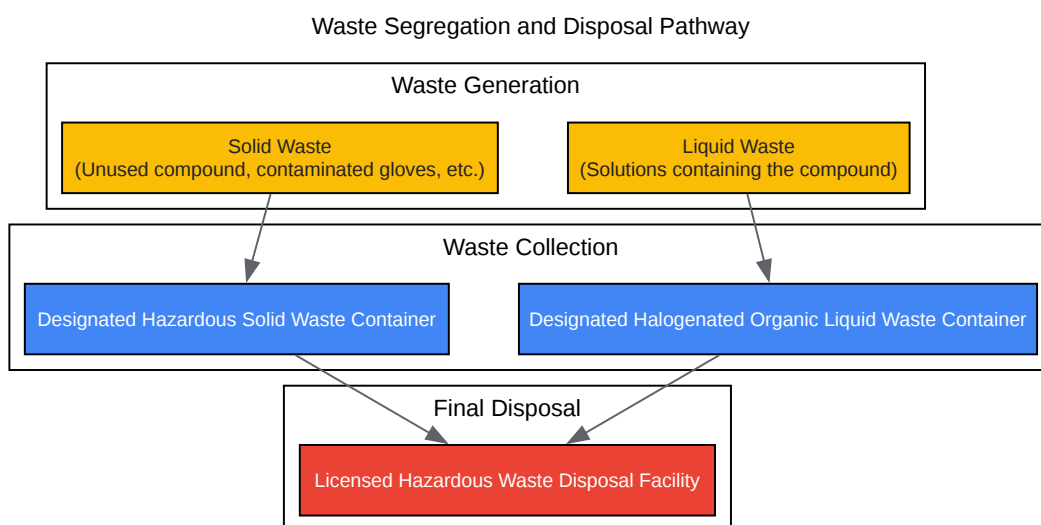 Waste Segregation and Disposal Pathway
Waste Generation
Solid Waste
(Unused compound, contaminated gloves, etc.)
Liquid Waste
(Solutions containing the compound)
Waste Collection
Designated Hazardous Solid Waste Container
Designated Halogenated Organic Liquid Waste Container
Final Disposal
Licensed Hazardous Waste Disposal Facility